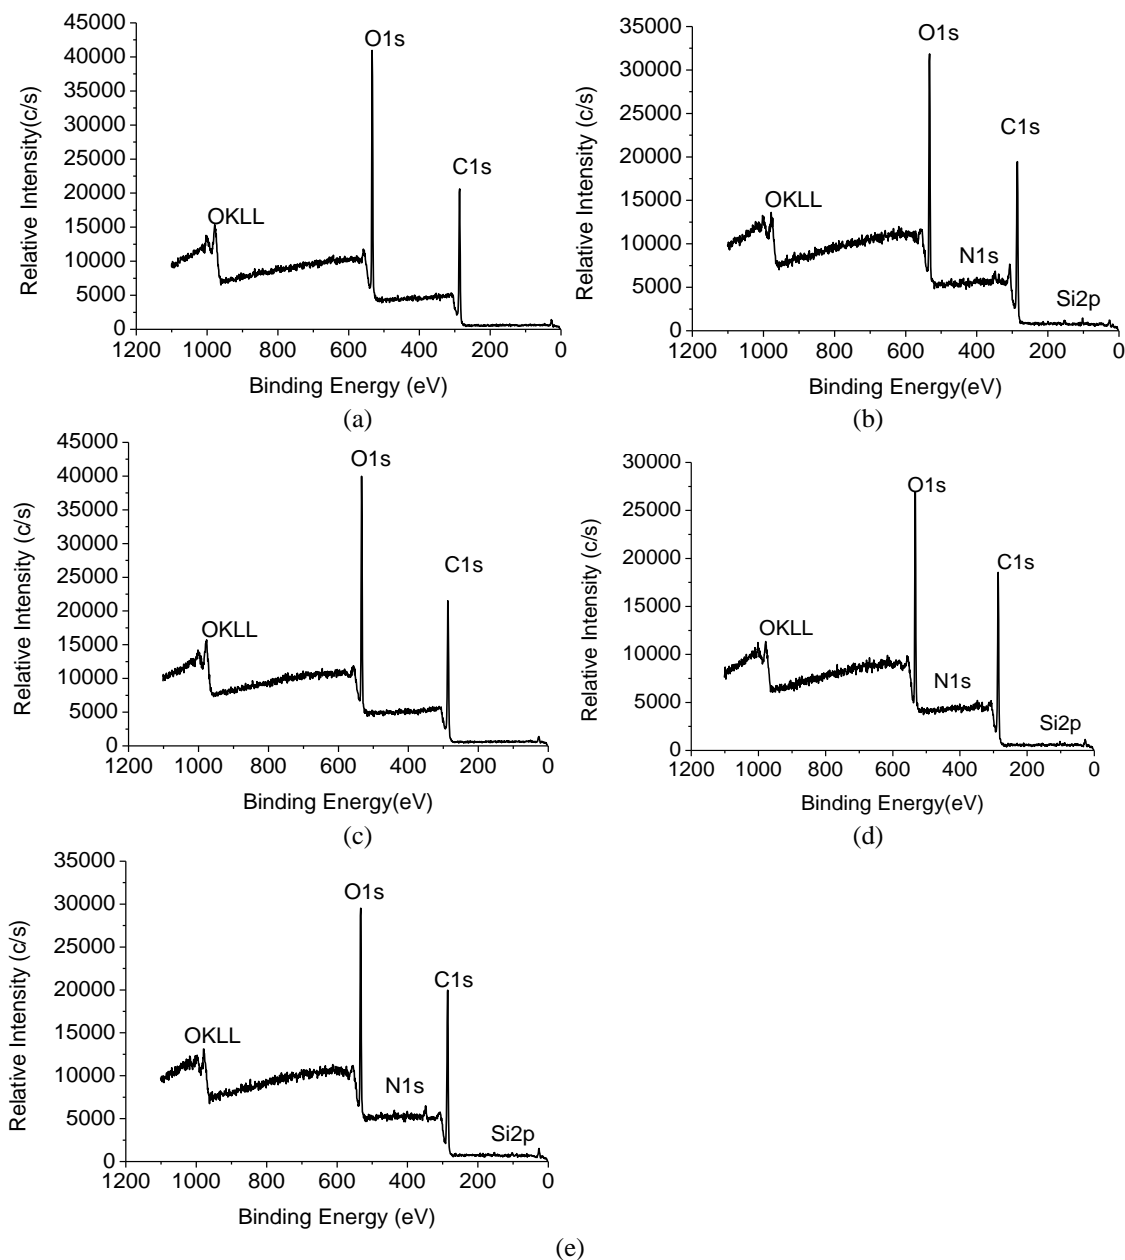 45000
40000
35000
30000
25000
20000
15000
10000
5000
0
Relative Intensity(c/s)
O1s
C1s
OKLL
1200 1000 800 600 400 200 0
Binding Energy (eV)
(a)
35000
30000
25000
20000
15000
10000
5000
0
Relative Intensity (c/s)
O1s
C1s
OKLL
N1s
Si2p
1200 1000 800 600 400 200 0
Binding Energy(eV)
(b)
45000
40000
35000
30000
25000
20000
15000
10000
5000
0
Relative Intensity (c/s)
O1s
C1s
OKLL
1200 1000 800 600 400 200 0
Binding Energy(eV)
(c)
30000
25000
20000
15000
10000
5000
0
Relative Intensity (c/s)
O1s
C1s
OKLL
N1s
Si2p
1200 1000 800 600 400 200 0
Binding Energy(eV)
(d)
35000
30000
25000
20000
15000
10000
5000
0
Relative Intensity (c/s)
O1s
C1s
OKLL
N1s
Si2p
1200 1000 800 600 400 200 0
Binding Energy (eV)
(e)